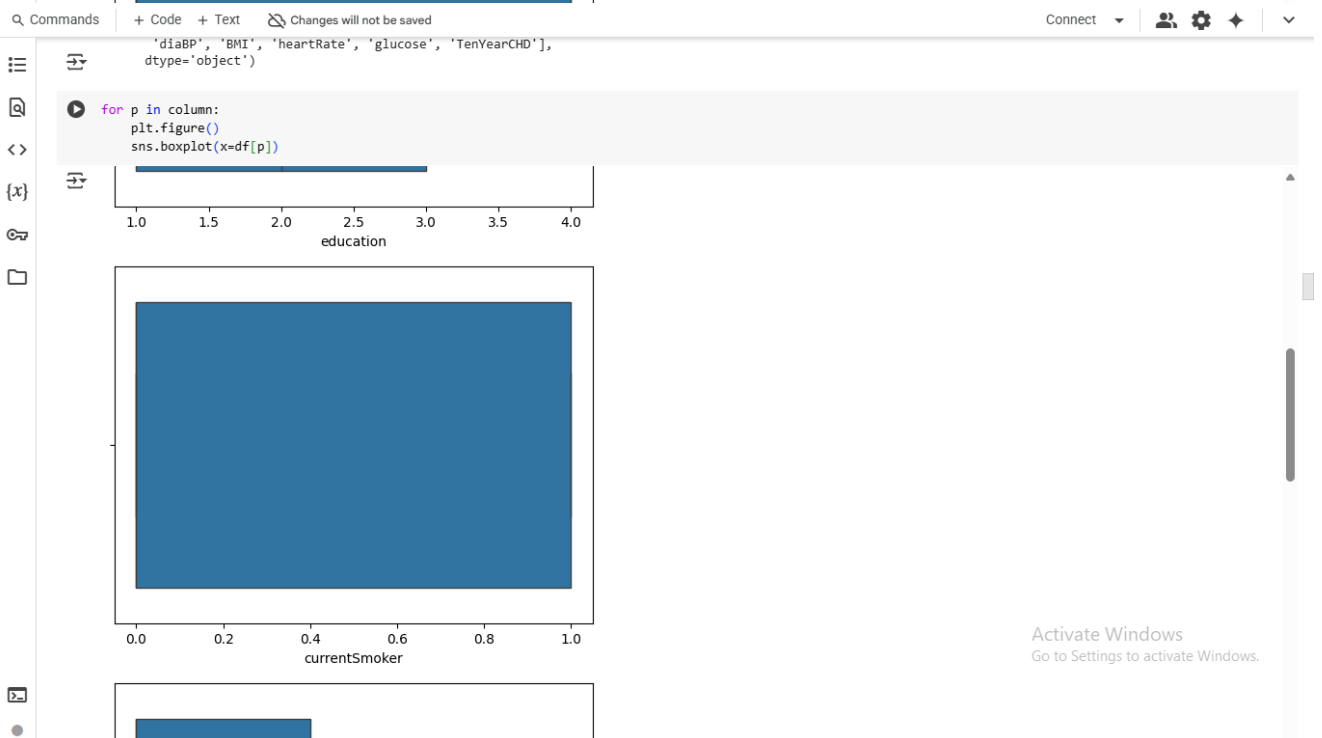 Commands + Code + Text Changes will not be saved Connect
'diaBP', 'BMI', 'heartRate', 'glucose', 'TenYearCHD'],
dtype='object')
for p in column:
plt.figure()
sns.boxplot(x=df[p])
{x}
1.0 1.5 2.0 2.5 3.0 3.5 4.0
education
0.0 0.2 0.4 0.6 0.8 1.0
currentSmoker
Activate Windows
Go to Settings to activate Windows.